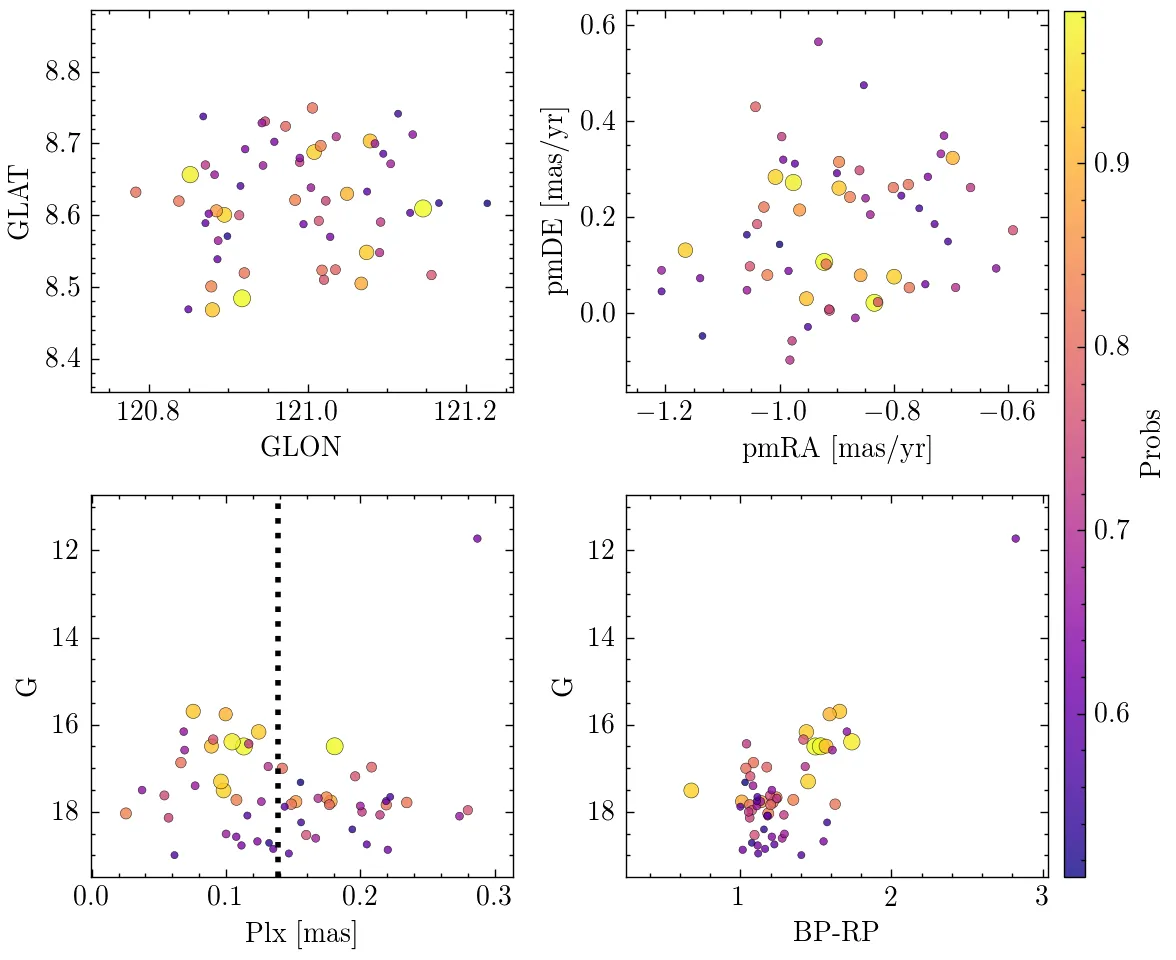 8.8
8.7
8.6
8.5
8.4
GLAT
120.8 121.0 121.2
GLON
0.6
0.4
0.2
0.0
pmDE [mas/yr]
−1.2 −1.0 −0.8 −0.6
pmRA [mas/yr]
12
14
16
18
G
0.0 0.1 0.2 0.3
Plx [mas]
12
14
16
18
G
1 2 3
BP-RP
0.9
0.8
0.7
0.6
Probs